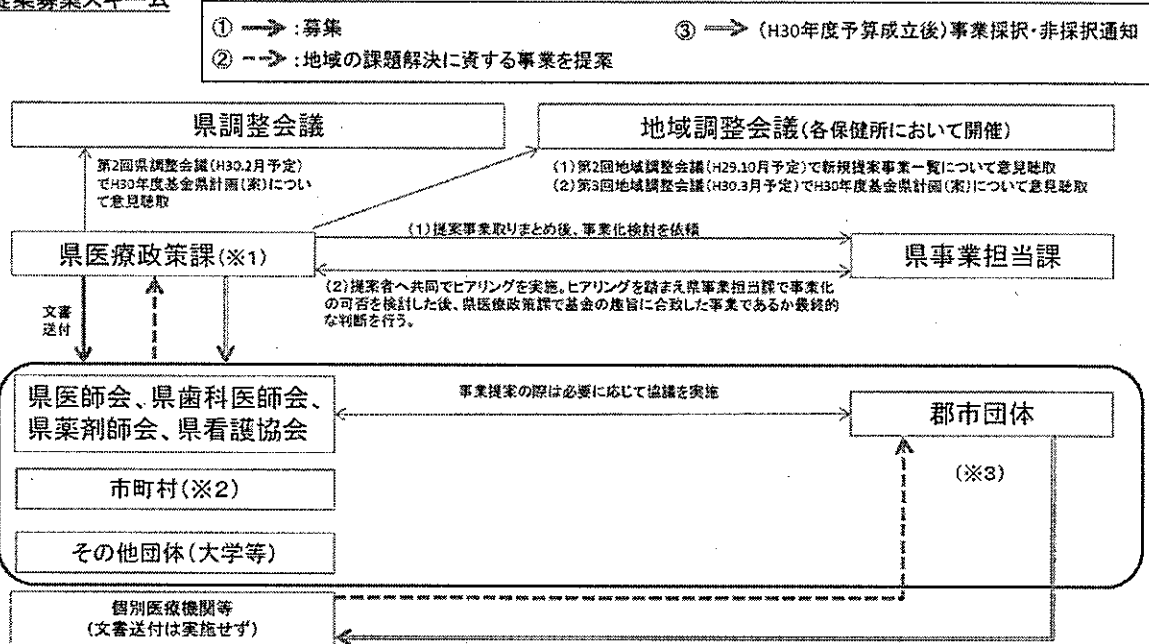 提案募集スキーム
① :募集
③ (H30年度予算成立後)事業採択・非採択通知
② :地域の課題解決に資する事業を提案
県調整会議
地域調整会議(各保健所において開催)
第2回県調整会議(H30.2月予定)
でH30年度基金県計画(案)につい
て意見聴取
(1)第2回地域調整会議(H29.10月予定)で新規提案事業一覧について意見聴取
(2)第3回地域調整会議(H30.3月予定)でH30年度基金県計画(案)について意見聴取
(1)提案事業取りまとめ後、事業化検討を依頼
県医療政策課(※1)
県事業担当課
(2)提案者へ共同でヒアリングを実施。ヒアリングを踏まえ県事業担当課で事業化
の可否を検討した後、県医療政策課で基金の趣旨に合致した事業であるか最終的
な判断を行う。
文書
送付
県医師会、県歯科医師会、
県薬剤師会、県看護協会
事業提案の際は必要に応じて協議を実施
郡市団体
(※3)
市町村(※2)
その他団体(大学等)
個別医療機関等
(文書送付は実施せず)